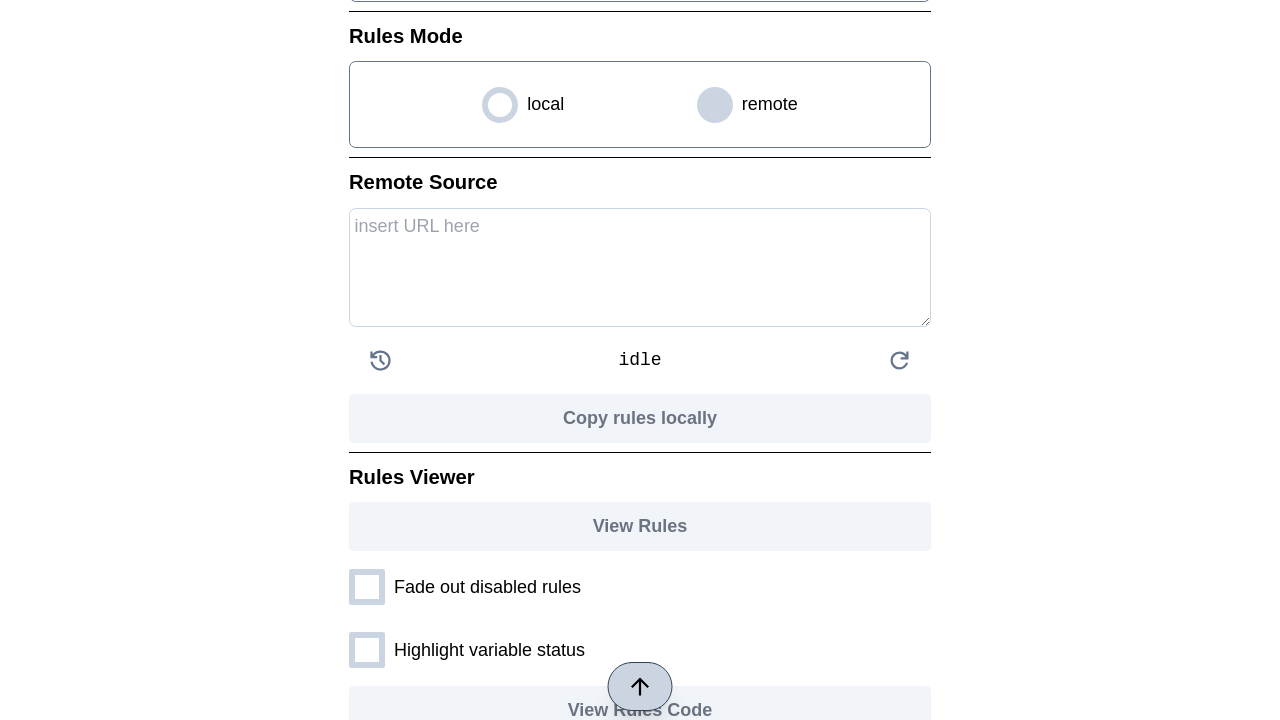 Rules Mode
local
remote
Remote Source
insert URL here
idle
Copy rules locally
Rules Viewer
View Rules
Fade out disabled rules
Highlight variable status
View Rules Code